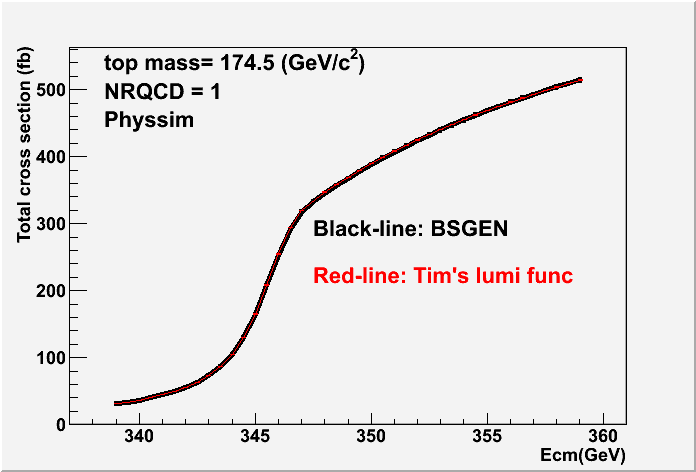 top mass= 174.5 (GeV/c²)
NRQCD = 1
Physsim
Black-line: BSGEN
Red-line: Tim's lumi func
Total cross section (fb)
500
400
300
200
100
0
340 345 350 355 360
Ecm(GeV)